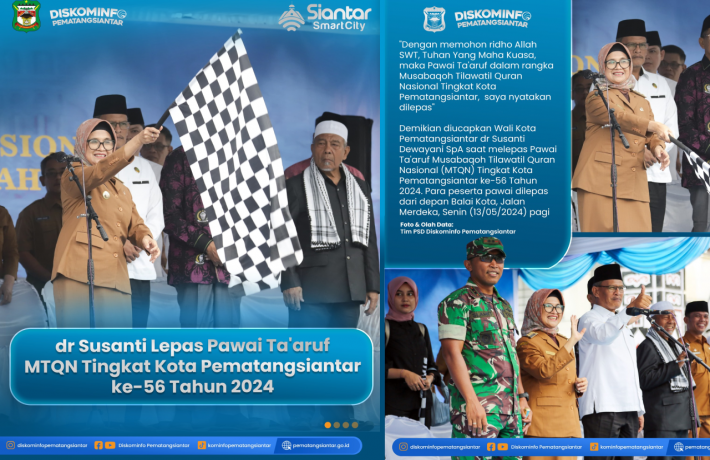 DISKOMINFO
PEMATANGSIANTAR
Siantar
SmartCity
dr Susanti Lepas Pawai Ta'aruf
MTQN Tingkat Kota Pematangsiantar
ke-56 Tahun 2024
diskominfopematangsiantar
Diskominfo Pematangsiantar
kominfopematangsiantar
pematangsiantar.go.id
DISKOMINFO
PEMATANGSIANTAR
"Dengan memohon ridho Allah
SWT, Tuhan Yang Maha Kuasa,
maka Pawai Ta'aruf dalam rangka
Musabaqoh Tilawatil Quran
Nasional Tingkat Kota
Pematangsiantar, saya nyatakan
dilepas"
Demikian diucapkan Wali Kota
Pematangsiantar dr Susanti
Dewayani SpA saat melepas Pawai
Ta'aruf Musabaqoh Tilawatil Quran
Nasional (MTQN) Tingkat Kota
Pematangsiantar ke-56 Tahun
2024. Para peserta pawai dilepas
dari depan Balai Kota, Jalan
Merdeka, Senin (13/05/2024) pagi
Foto & Olah Data:
Tim PSD Diskominfo Pematangsiantar
diskominfopematangsiantar
Diskominfo Pematangsiantar
kominfopematangsiantar